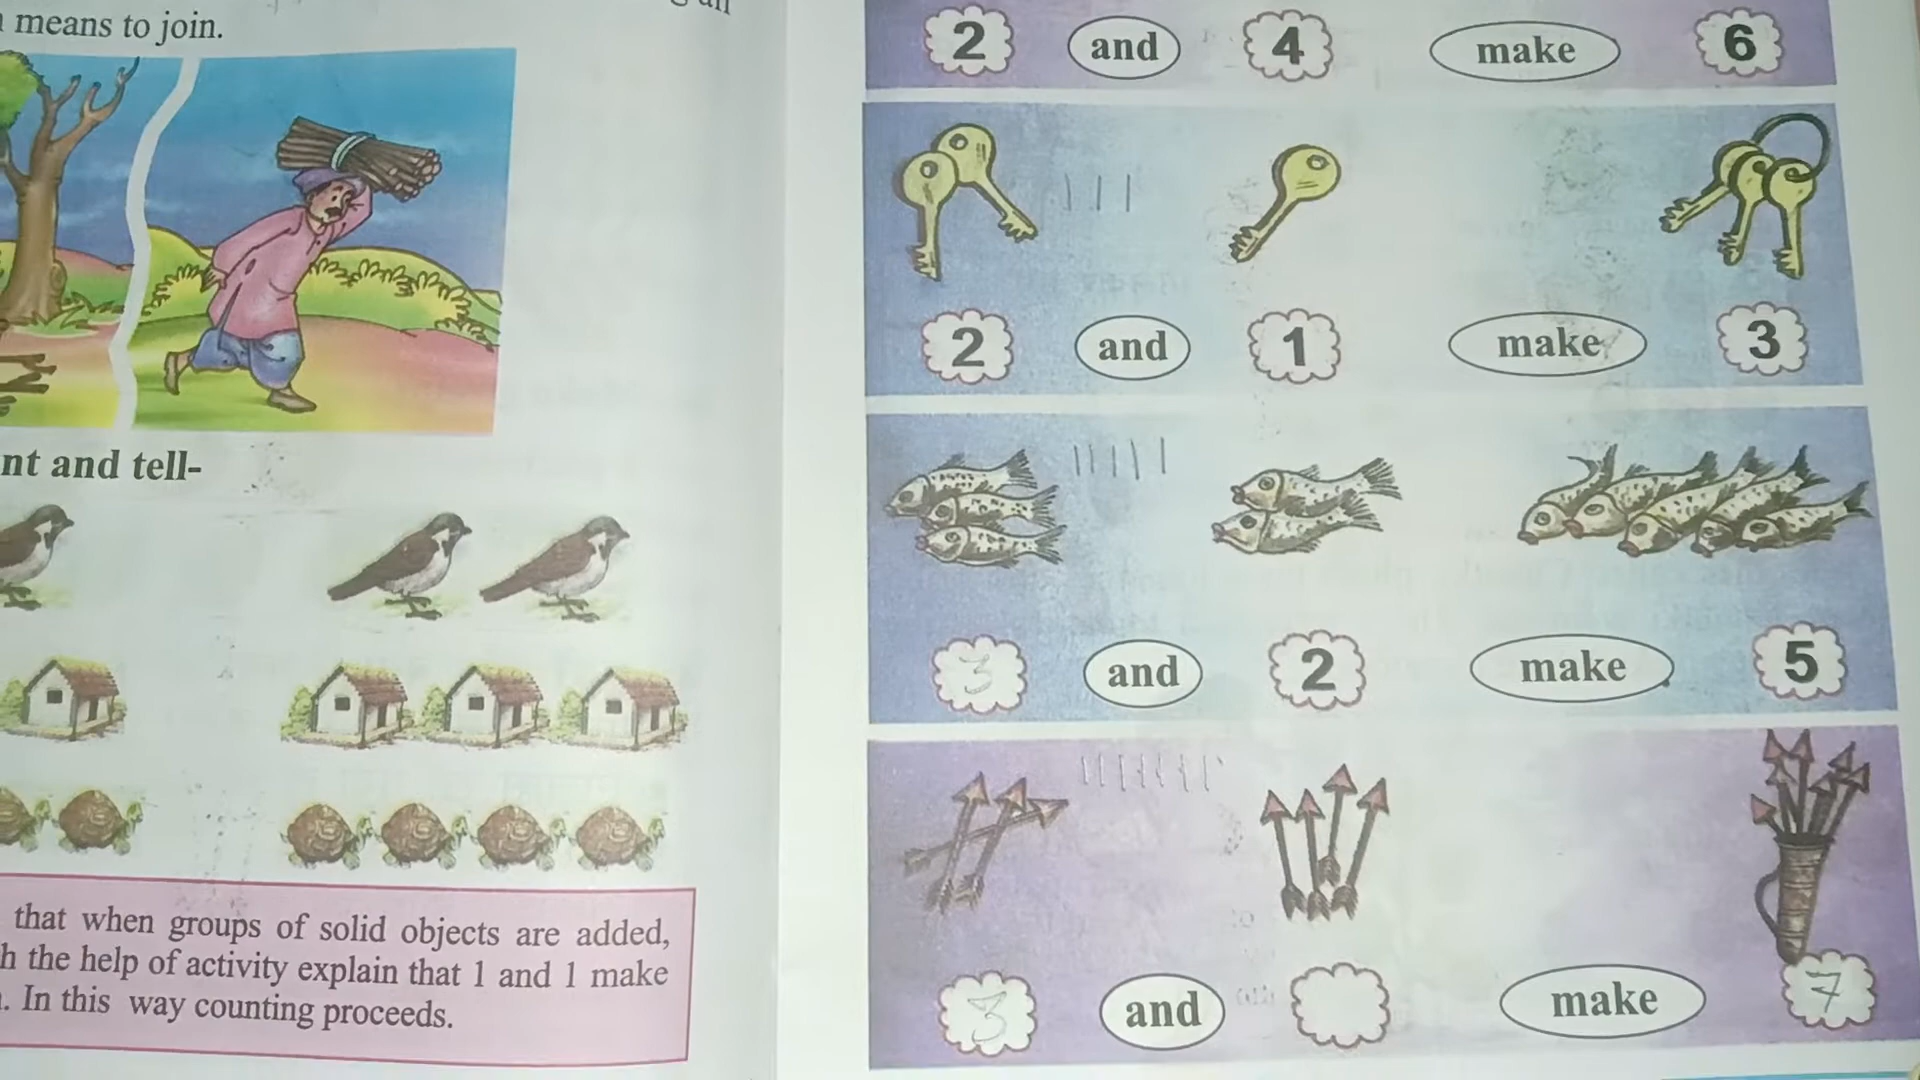 means to join.
nt and tell-
that when groups of solid objects are added,
h the help of activity explain that 1 and 1 make
. In this way counting proceeds.
2 and 4 make 6
2 and 1 make 3
3 and 2 make 5
3 and make 7